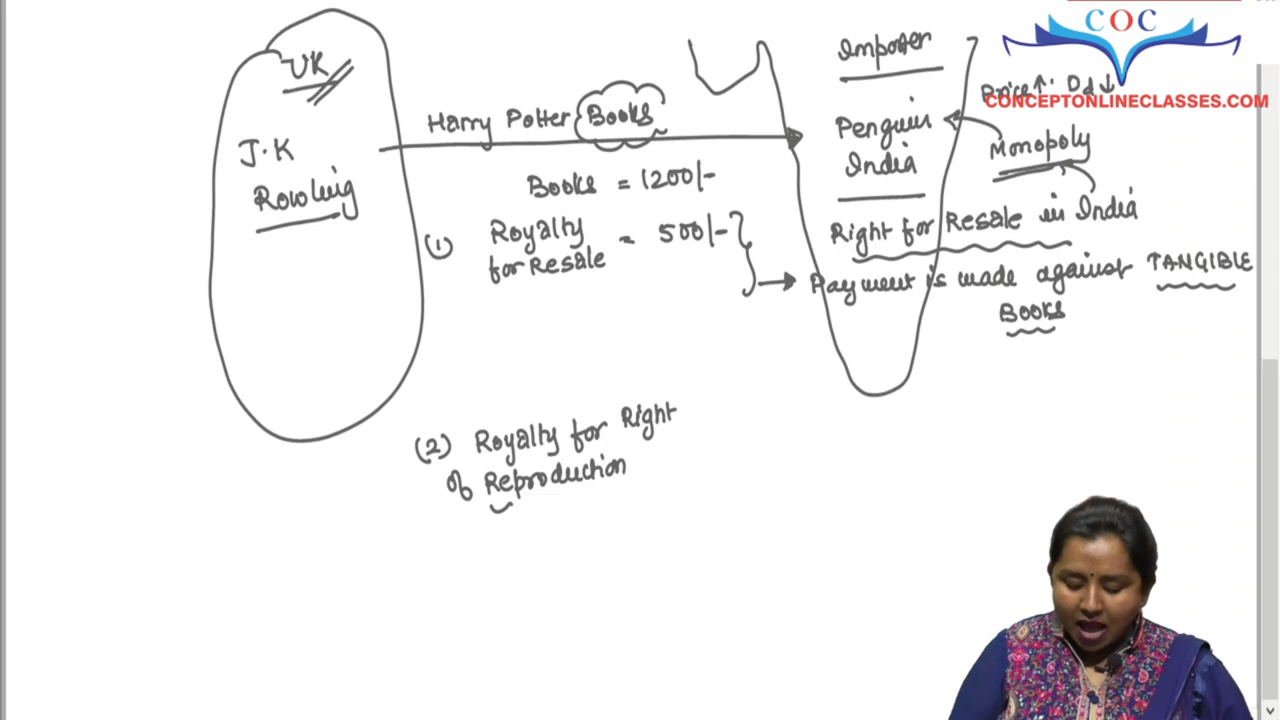 COC
CONCEPTONLINECLASSES.COM
UK
J.K
Rowling
Harry Potter Books
Books = 1200/-
(1) Royalty for Resale = 500/-
Importer
Penguin
India
Price↑. Dd↓
Monopoly
Right for Resale in India
Payment is made against TANGIBLE
Books
(2) Royalty for Right
of Reproduction